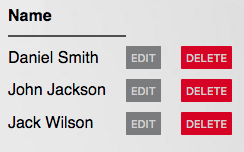 Name
Daniel Smith EDIT DELETE
John Jackson EDIT DELETE
Jack Wilson EDIT DELETE